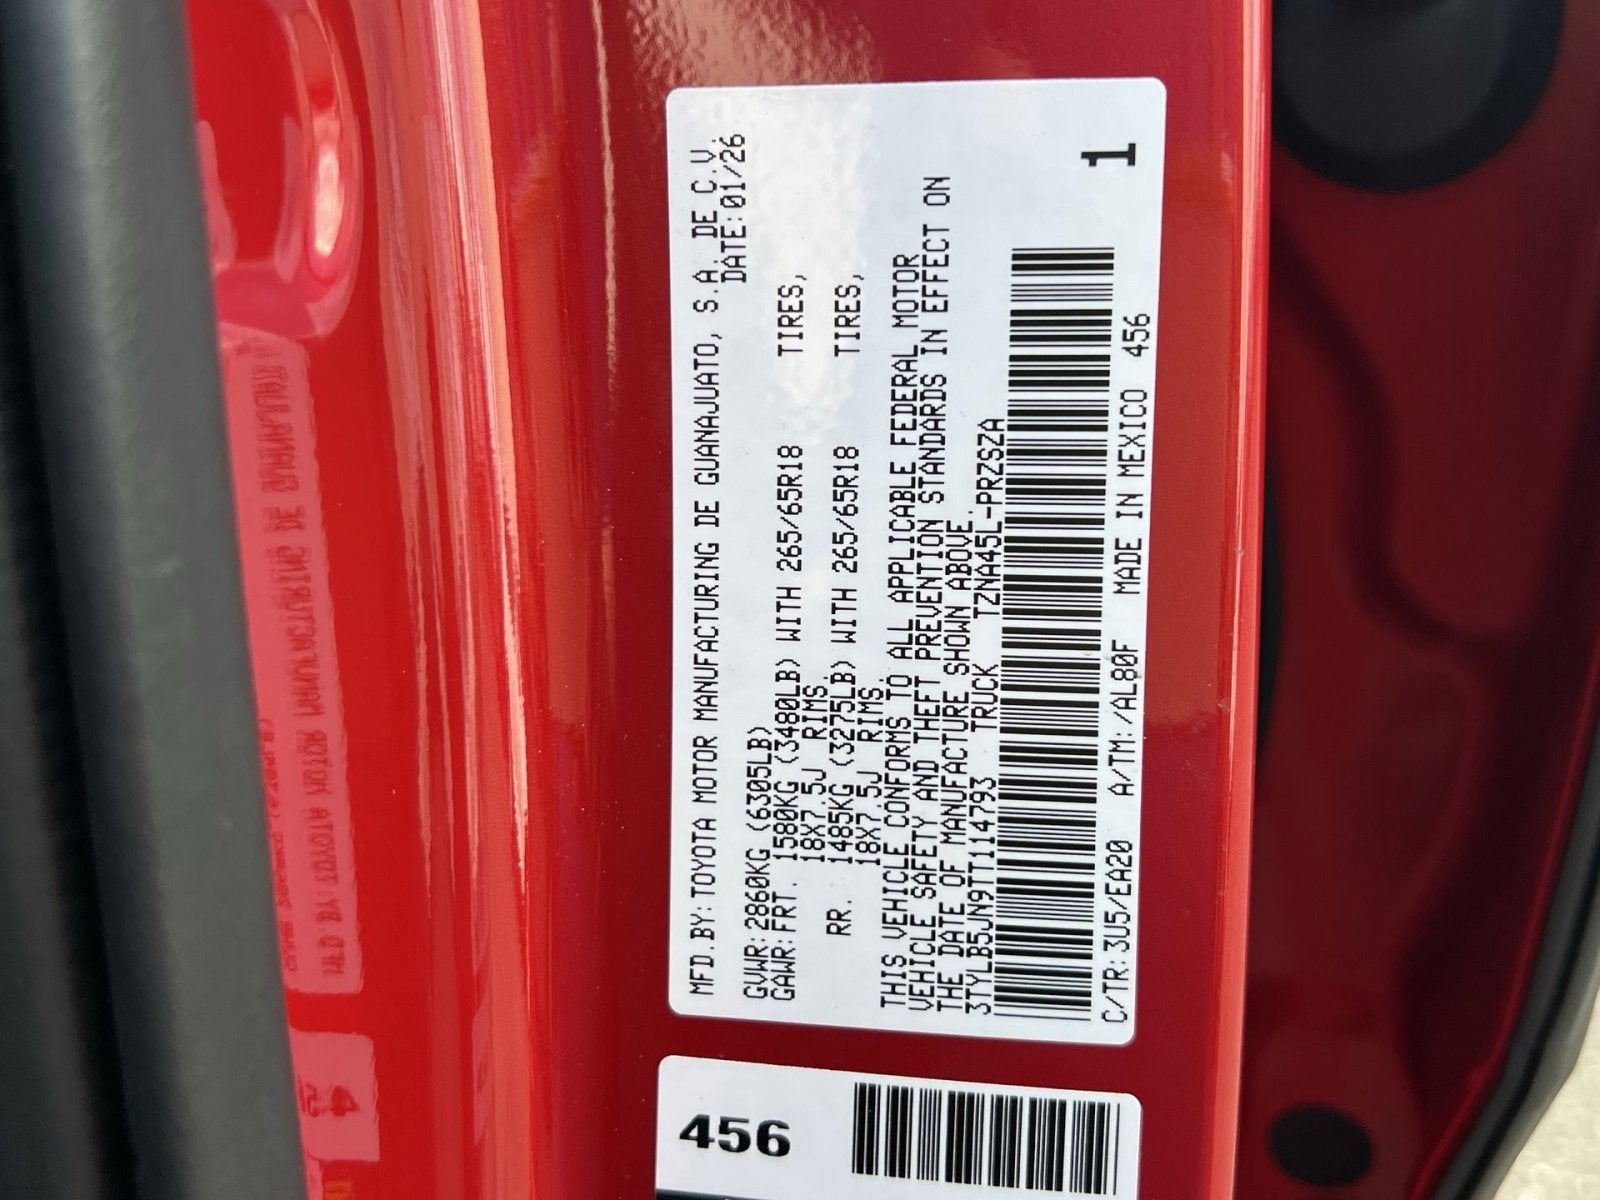 MFD.BY:TOYOTA MOTOR MANUFACTURING DE GUANAJUATO, S.A. DE C.V.
DATE:01/26
GVWR:2860KG (6305LB)
GAWR:FRT. 1580KG (3480LB) WITH 265/65R18 TIRES,
18X7.5J RIMS.
RR. 1485KG (3275LB) WITH 265/65R18 TIRES,
18X7.5J RIMS.
THIS VEHICLE CONFORMS TO ALL APPLICABLE FEDERAL MOTOR
VEHICLE SAFETY AND THEFT PREVENTION STANDARDS IN EFFECT ON
THE DATE OF MANUFACTURE SHOWN ABOVE.
3TYLB5JN9TT114793 TRUCK TZNA45L-PRZSZA
C/TR:3U5/EA20 A/TM:/AL80F MADE IN MEXICO 456
1
456